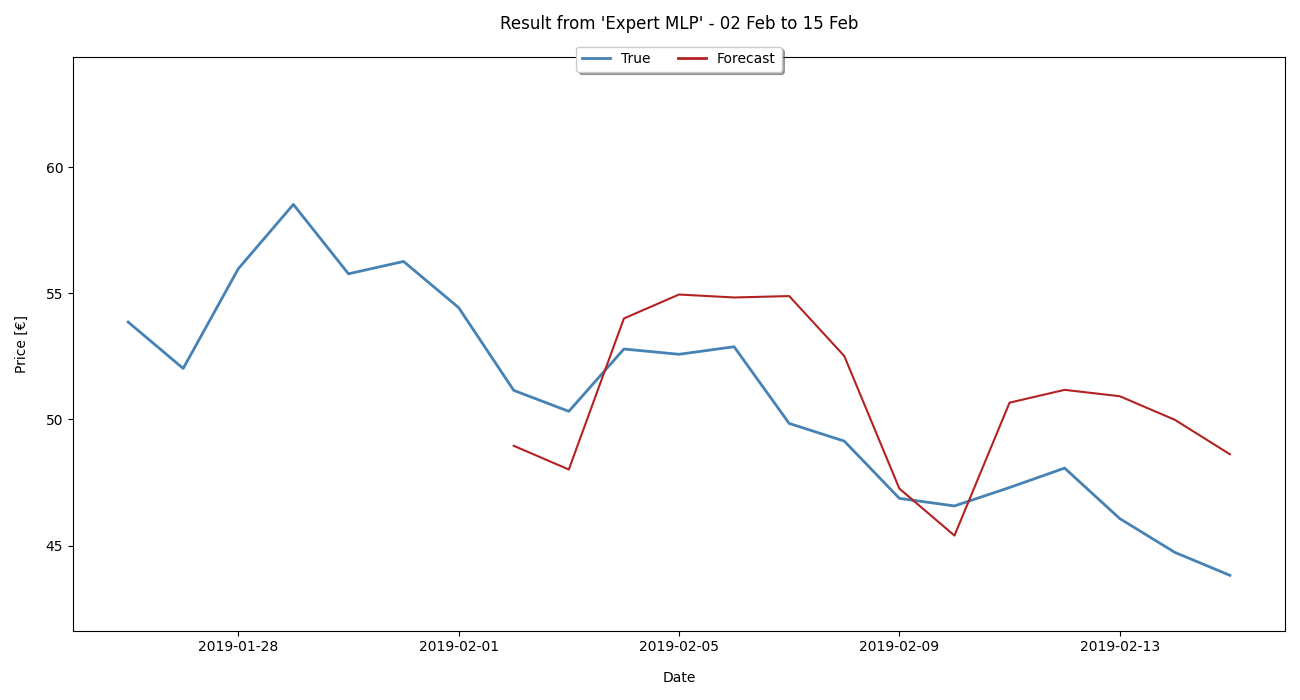 Result from 'Expert MLP' - 02 Feb to 15 Feb
True Forecast
60
55
50
45
Price [€]
2019-01-28 2019-02-01 2019-02-05 2019-02-09 2019-02-13
Date